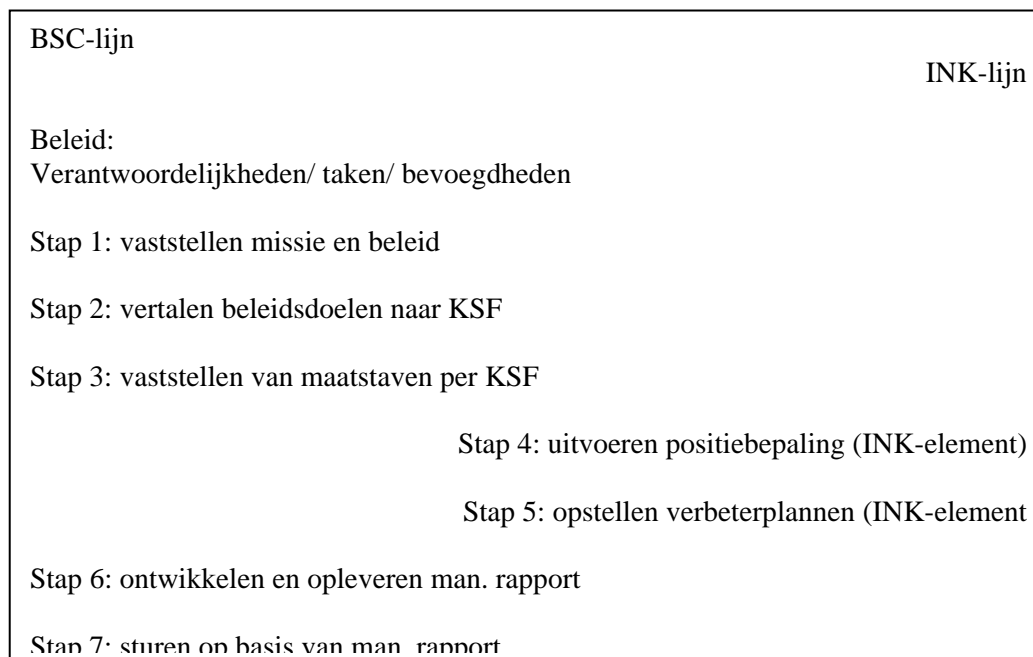 BSC-lijn
INK-lijn
Beleid:
Verantwoordelijkheden/ taken/ bevoegdheden
Stap 1: vaststellen missie en beleid
Stap 2: vertalen beleidsdoelen naar KSF
Stap 3: vaststellen van maatstaven per KSF
Stap 4: uitvoeren positiebepaling (INK-element)
Stap 5: opstellen verbeterplannen (INK-element
Stap 6: ontwikkelen en opleveren man. rapport
Stap 7: sturen op basis van man. rapport